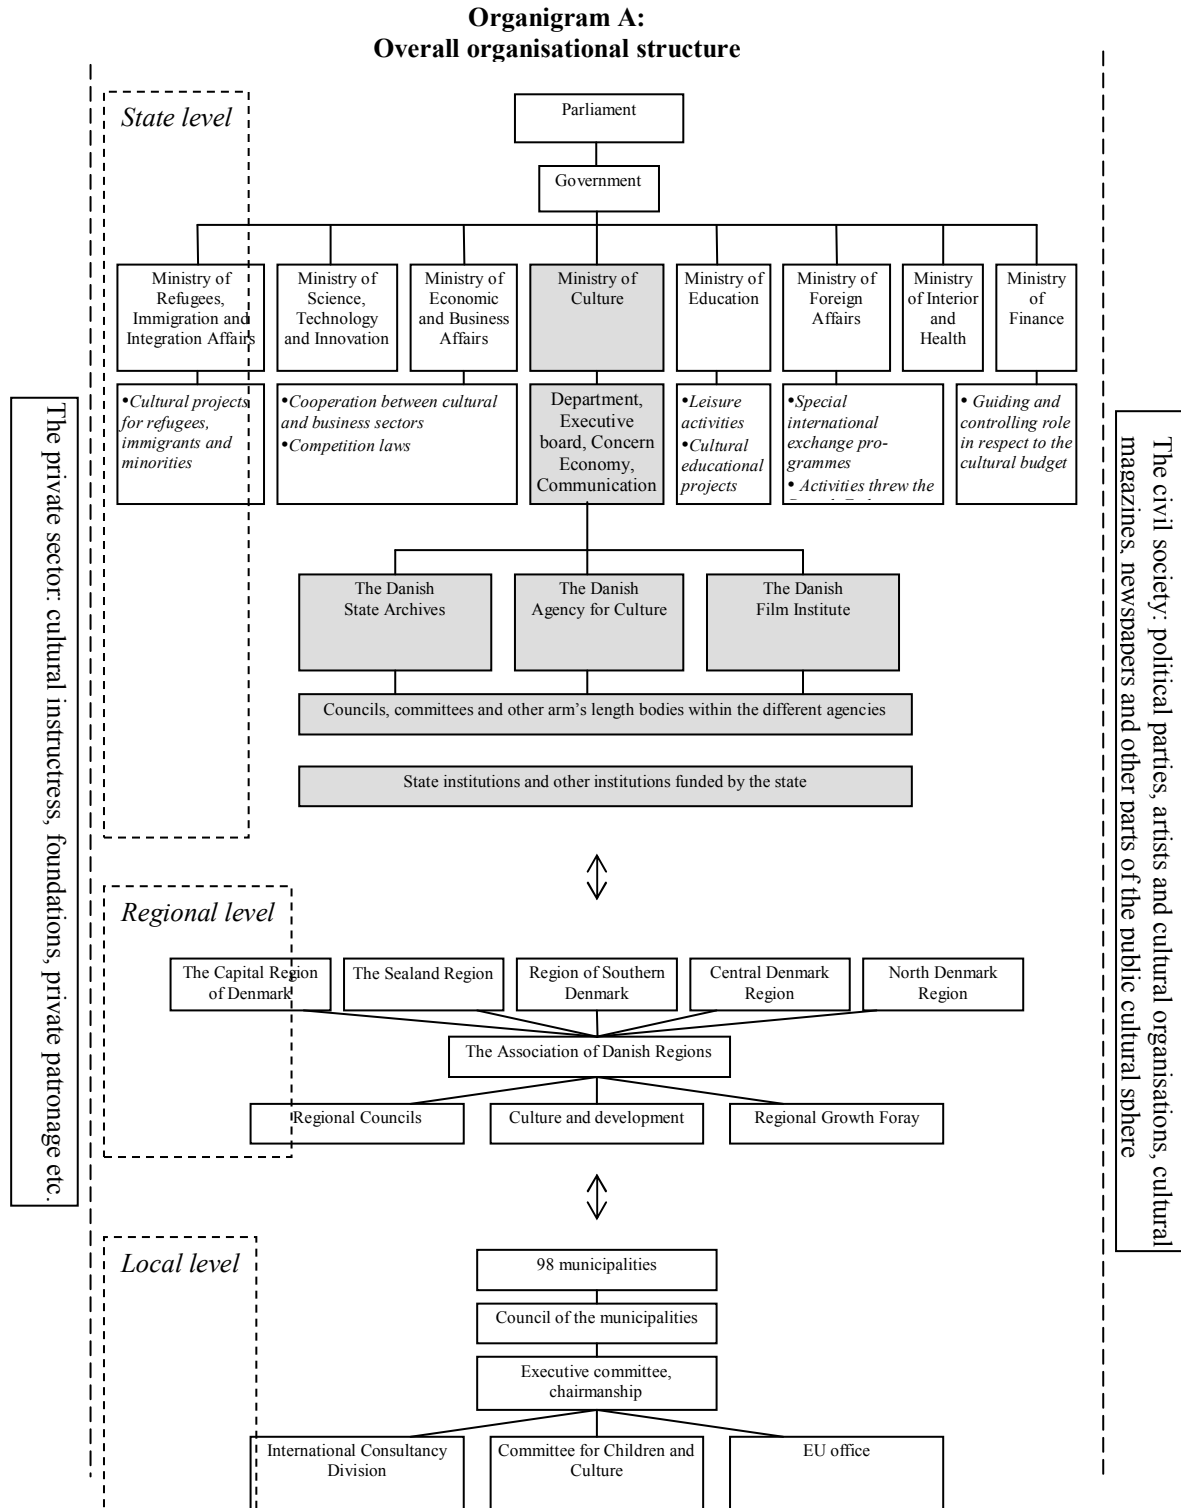 Organigram A:
Overall organisational structure
State level
Parliament
Government
Ministry of
Refugees,
Immigration and
Integration Affairs
Ministry of
Science,
Technology
and Innovation
Ministry of
Economic
and Business
Affairs
Ministry of
Culture
Ministry of
Education
Ministry of
Foreign
Affairs
Ministry
of Interior
and
Health
Ministry
of
Finance
•Cultural projects
for refugees,
immigrants and
minorities
•Cooperation between cultural
and business sectors
•Competition laws
Department,
Executive
board, Concern
Economy,
Communication
•Leisure
activities
•Cultural
educational
projects
•Special
international
exchange pro-
grammes
• Activities threw the
• Guiding and
controlling role
in respect to the
cultural budget
The Danish
State Archives
The Danish
Agency for Culture
The Danish
Film Institute
Councils, committees and other arm's length bodies within the different agencies
State institutions and other institutions funded by the state
Regional level
The Capital Region
of Denmark
The Sealand Region
Region of Southern
Denmark
Central Denmark
Region
North Denmark
Region
The Association of Danish Regions
Regional Councils
Culture and development
Regional Growth Foray
Local level
98 municipalities
Council of the municipalities
Executive committee,
chairmanship
International Consultancy
Division
Committee for Children and
Culture
EU office
The private sector: cultural instructress, foundations, private patronage etc.
The civil society: political parties, artists and cultural organisations, cultural
magazines, newspapers and other parts of the public cultural sphere